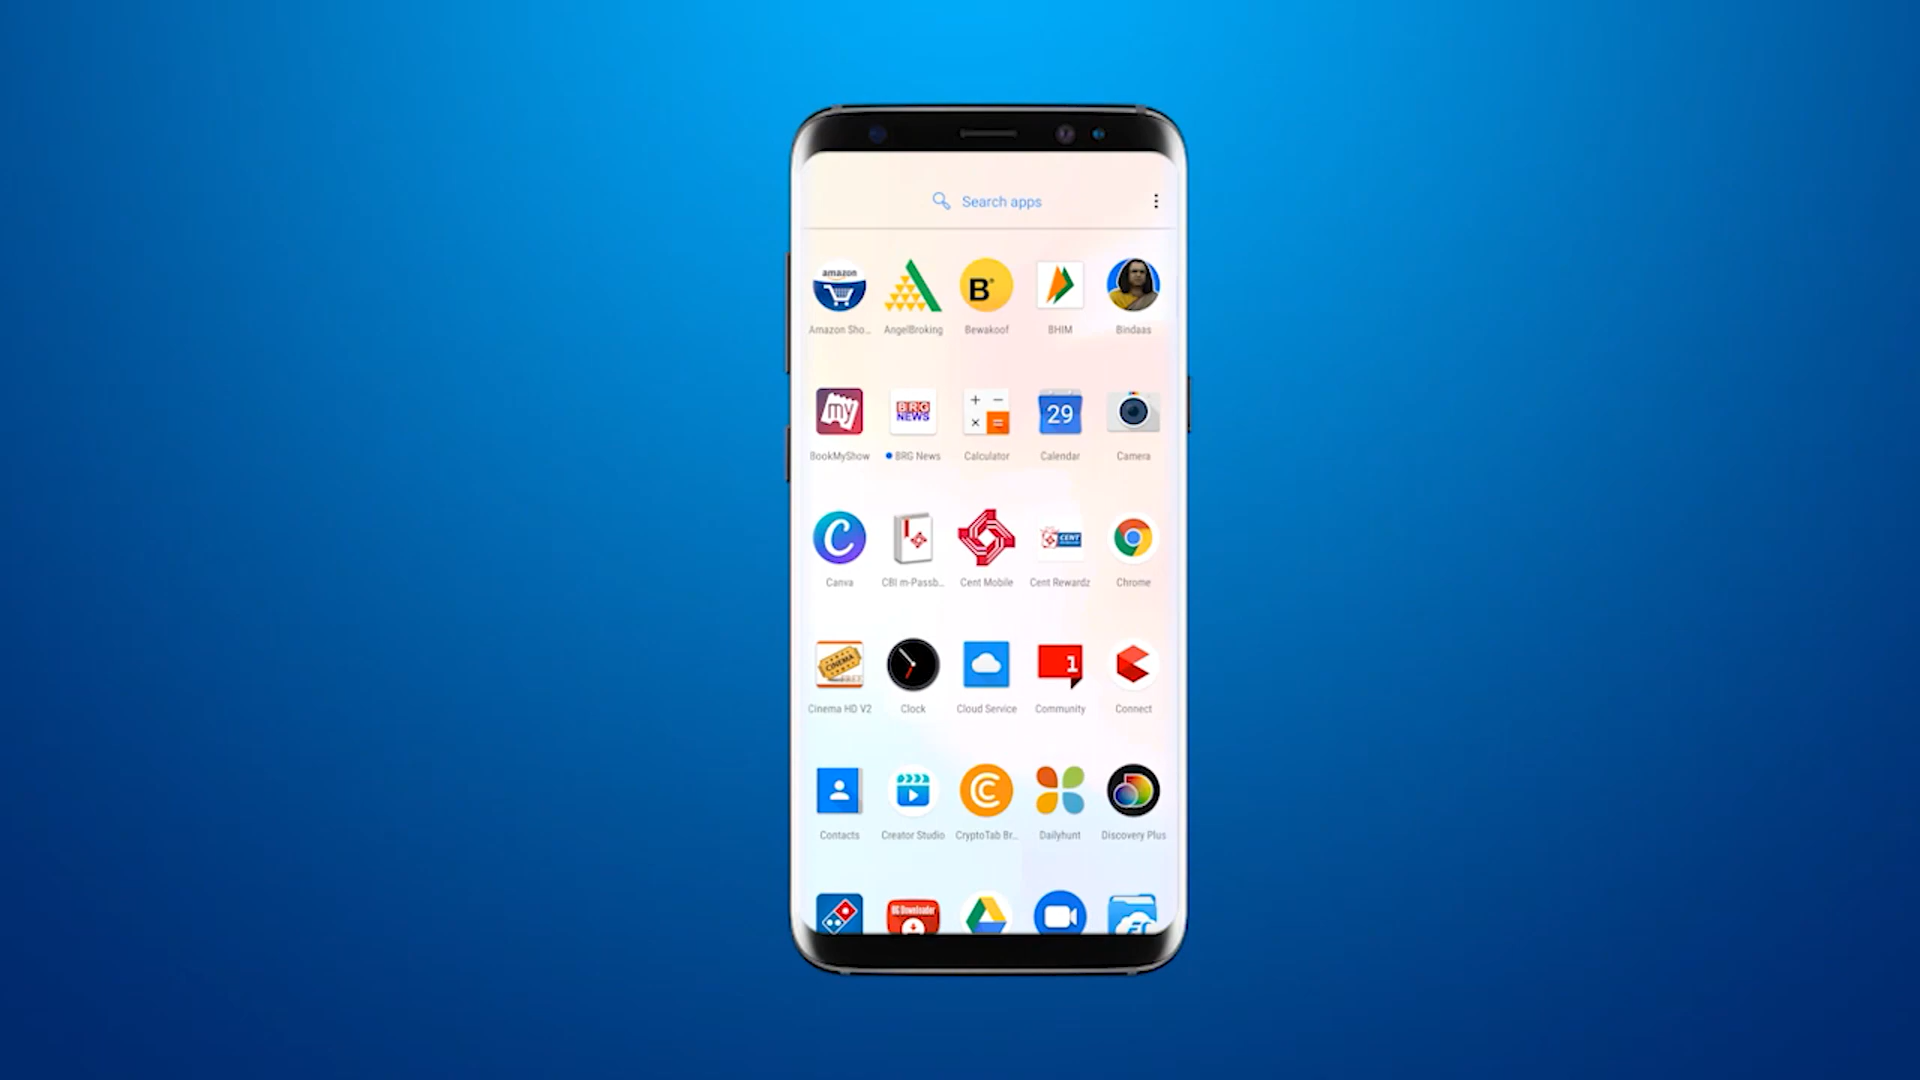 Search apps
amazon
B
Amazon Sho...
AngelBroking
Bewakoof
BHIM
Bindaas
my
BRG
NEWS
29
BookMyShow
BRG News
Calculator
Calendar
Camera
C
CENT
Canva
CBI m-Passb...
Cent Mobile
Cent Rewardz
Chrome
CINEMA
1
Cinema HD V2
Clock
Cloud Service
Community
Connect
Contacts
Creator Studio
CryptoTab Br...
Dailyhunt
Discovery Plus